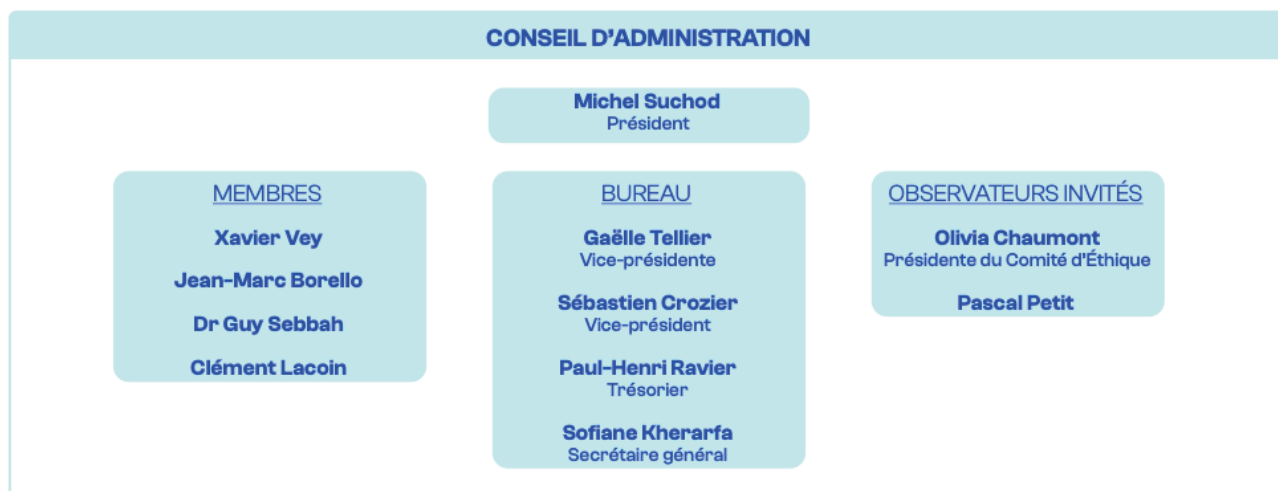 CONSEIL D'ADMINISTRATION
Michel Suchod
Président
MEMBRES
Xavier Vey
Jean-Marc Borello
Dr Guy Sebbah
Clément Lacoin
BUREAU
Gaëlle Tellier
Vice-présidente
Sébastien Crozier
Vice-président
Paul-Henri Ravier
Trésorier
Sofiane Kherarfa
Secrétaire général
OBSERVATEURS INVITÉS
Olivia Chaumont
Présidente du Comité d'Éthique
Pascal Petit